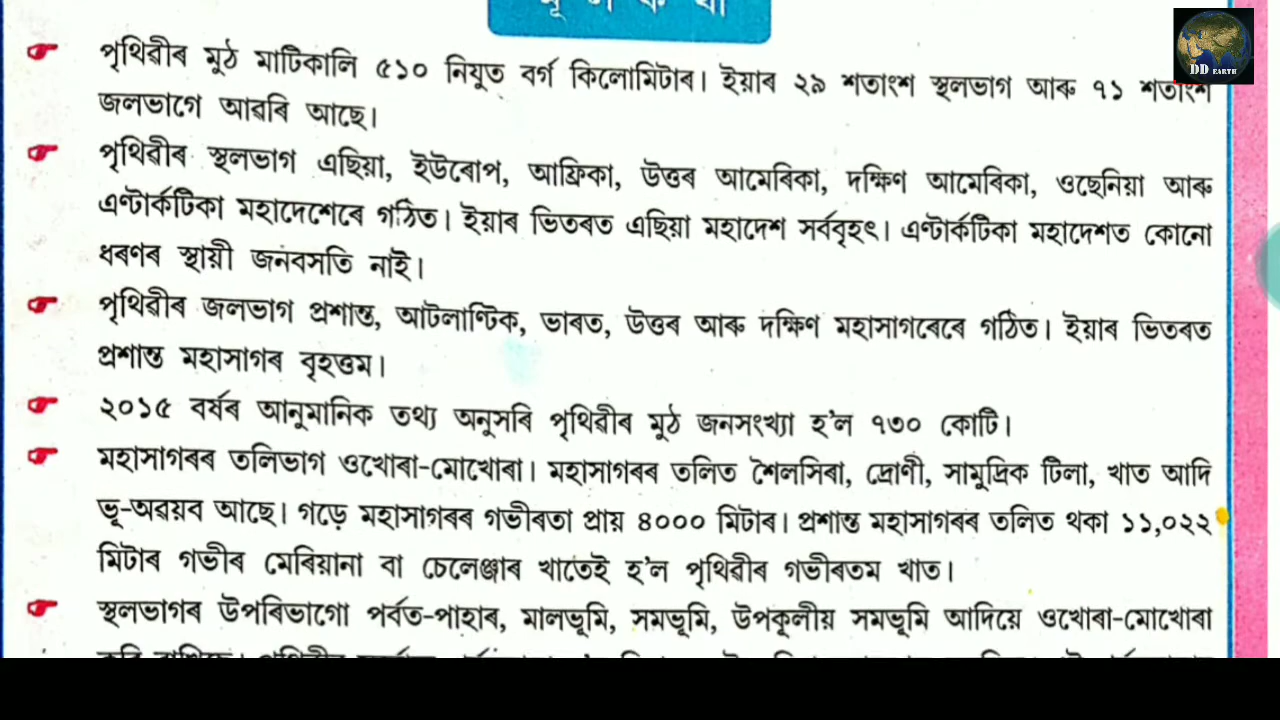 DD EARTH
পৃথিৱীৰ মুঠ মাটিকালি ৫১০ নিযুত বৰ্গ কিলোমিটাৰ। ইয়াৰ ২৯ শতাংশ স্থলভাগ আৰু ৭১ শতাংশ
জলভাগে আৱৰি আছে।
পৃথিৱীৰ স্থলভাগ এছিয়া, ইউৰোপ, আফ্ৰিকা, উত্তৰ আমেৰিকা, দক্ষিণ আমেৰিকা, ওছেনিয়া আৰু
এণ্টাৰ্কটিকা মহাদেশেৰে গঠিত। ইয়াৰ ভিতৰত এছিয়া মহাদেশ সৰ্ববৃহৎ। এণ্টাৰ্কটিকা মহাদেশত কোনো
ধৰণৰ স্থায়ী জনবসতি নাই।
পৃথিৱীৰ জলভাগ প্ৰশান্ত, আটলাণ্টিক, ভাৰত, উত্তৰ আৰু দক্ষিণ মহাসাগৰেৰে গঠিত। ইয়াৰ ভিতৰত
প্ৰশান্ত মহাসাগৰ বৃহত্তম।
২০১৫ বৰ্ষৰ আনুমানিক তথ্য অনুসৰি পৃথিৱীৰ মুঠ জনসংখ্যা হ'ল ৭৩০ কোটি।
মহাসাগৰৰ তলিভাগ ওখোৰা-মোখোৰা। মহাসাগৰৰ তলিত শৈলসিৰা, দ্ৰোণী, সামুদ্ৰিক টিলা, খাত আদি
ভূ-অৱয়ব আছে। গড়ে মহাসাগৰৰ গভীৰতা প্ৰায় ৪০০০ মিটাৰ। প্ৰশান্ত মহাসাগৰৰ তলিত থকা ১১,০২২
মিটাৰ গভীৰ মেৰিয়ানা বা চেলেঞ্জাৰ খাতেই হ'ল পৃথিৱীৰ গভীৰতম খাত।
স্থলভাগৰ উপৰিভাগো পৰ্বত-পাহাৰ, মালভূমি, সমভূমি, উপকূলীয় সমভূমি আদিয়ে ওখোৰা-মোখোৰা